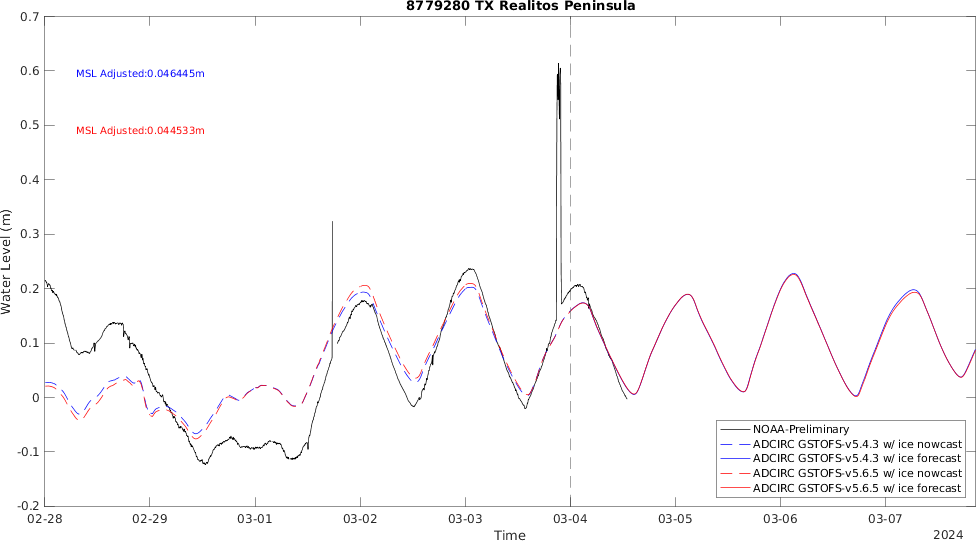 8779280 TX Realitos Peninsula
0.7
0.6
0.5
0.4
0.3
0.2
0.1
0
-0.1
-0.2
Water Level (m)
MSL Adjusted:0.046445m
MSL Adjusted:0.044533m
NOAA-Preliminary
ADCIRC GSTOFS-v5.4.3 w/ ice nowcast
ADCIRC GSTOFS-v5.4.3 w/ ice forecast
ADCIRC GSTOFS-v5.6.5 w/ ice nowcast
ADCIRC GSTOFS-v5.6.5 w/ ice forecast
02-28 02-29 03-01 03-02 03-03 03-04 03-05 03-06 03-07
Time
2024